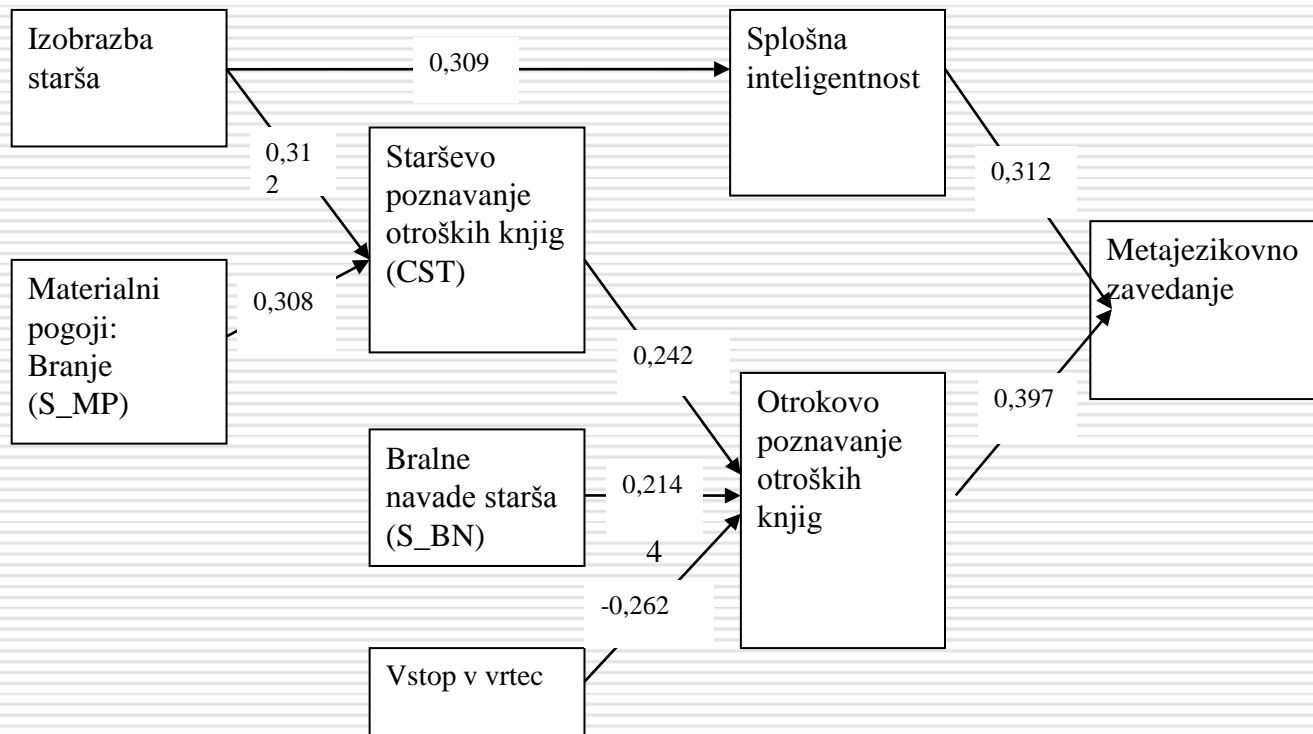 Izobrazba
starša
0,309
Splošna
inteligentnost
0,31
2
Starševo
poznavanje
otroških knjig
(CST)
0,312
Materialni
pogoji:
Branje
(S_MP)
0,308
Metajezikovno
zavedanje
0,242
0,397
Otrokovo
poznavanje
otroških
knjig
Bralne
navade starša
(S_BN)
0,214
4
-0,262
Vstop v vrtec